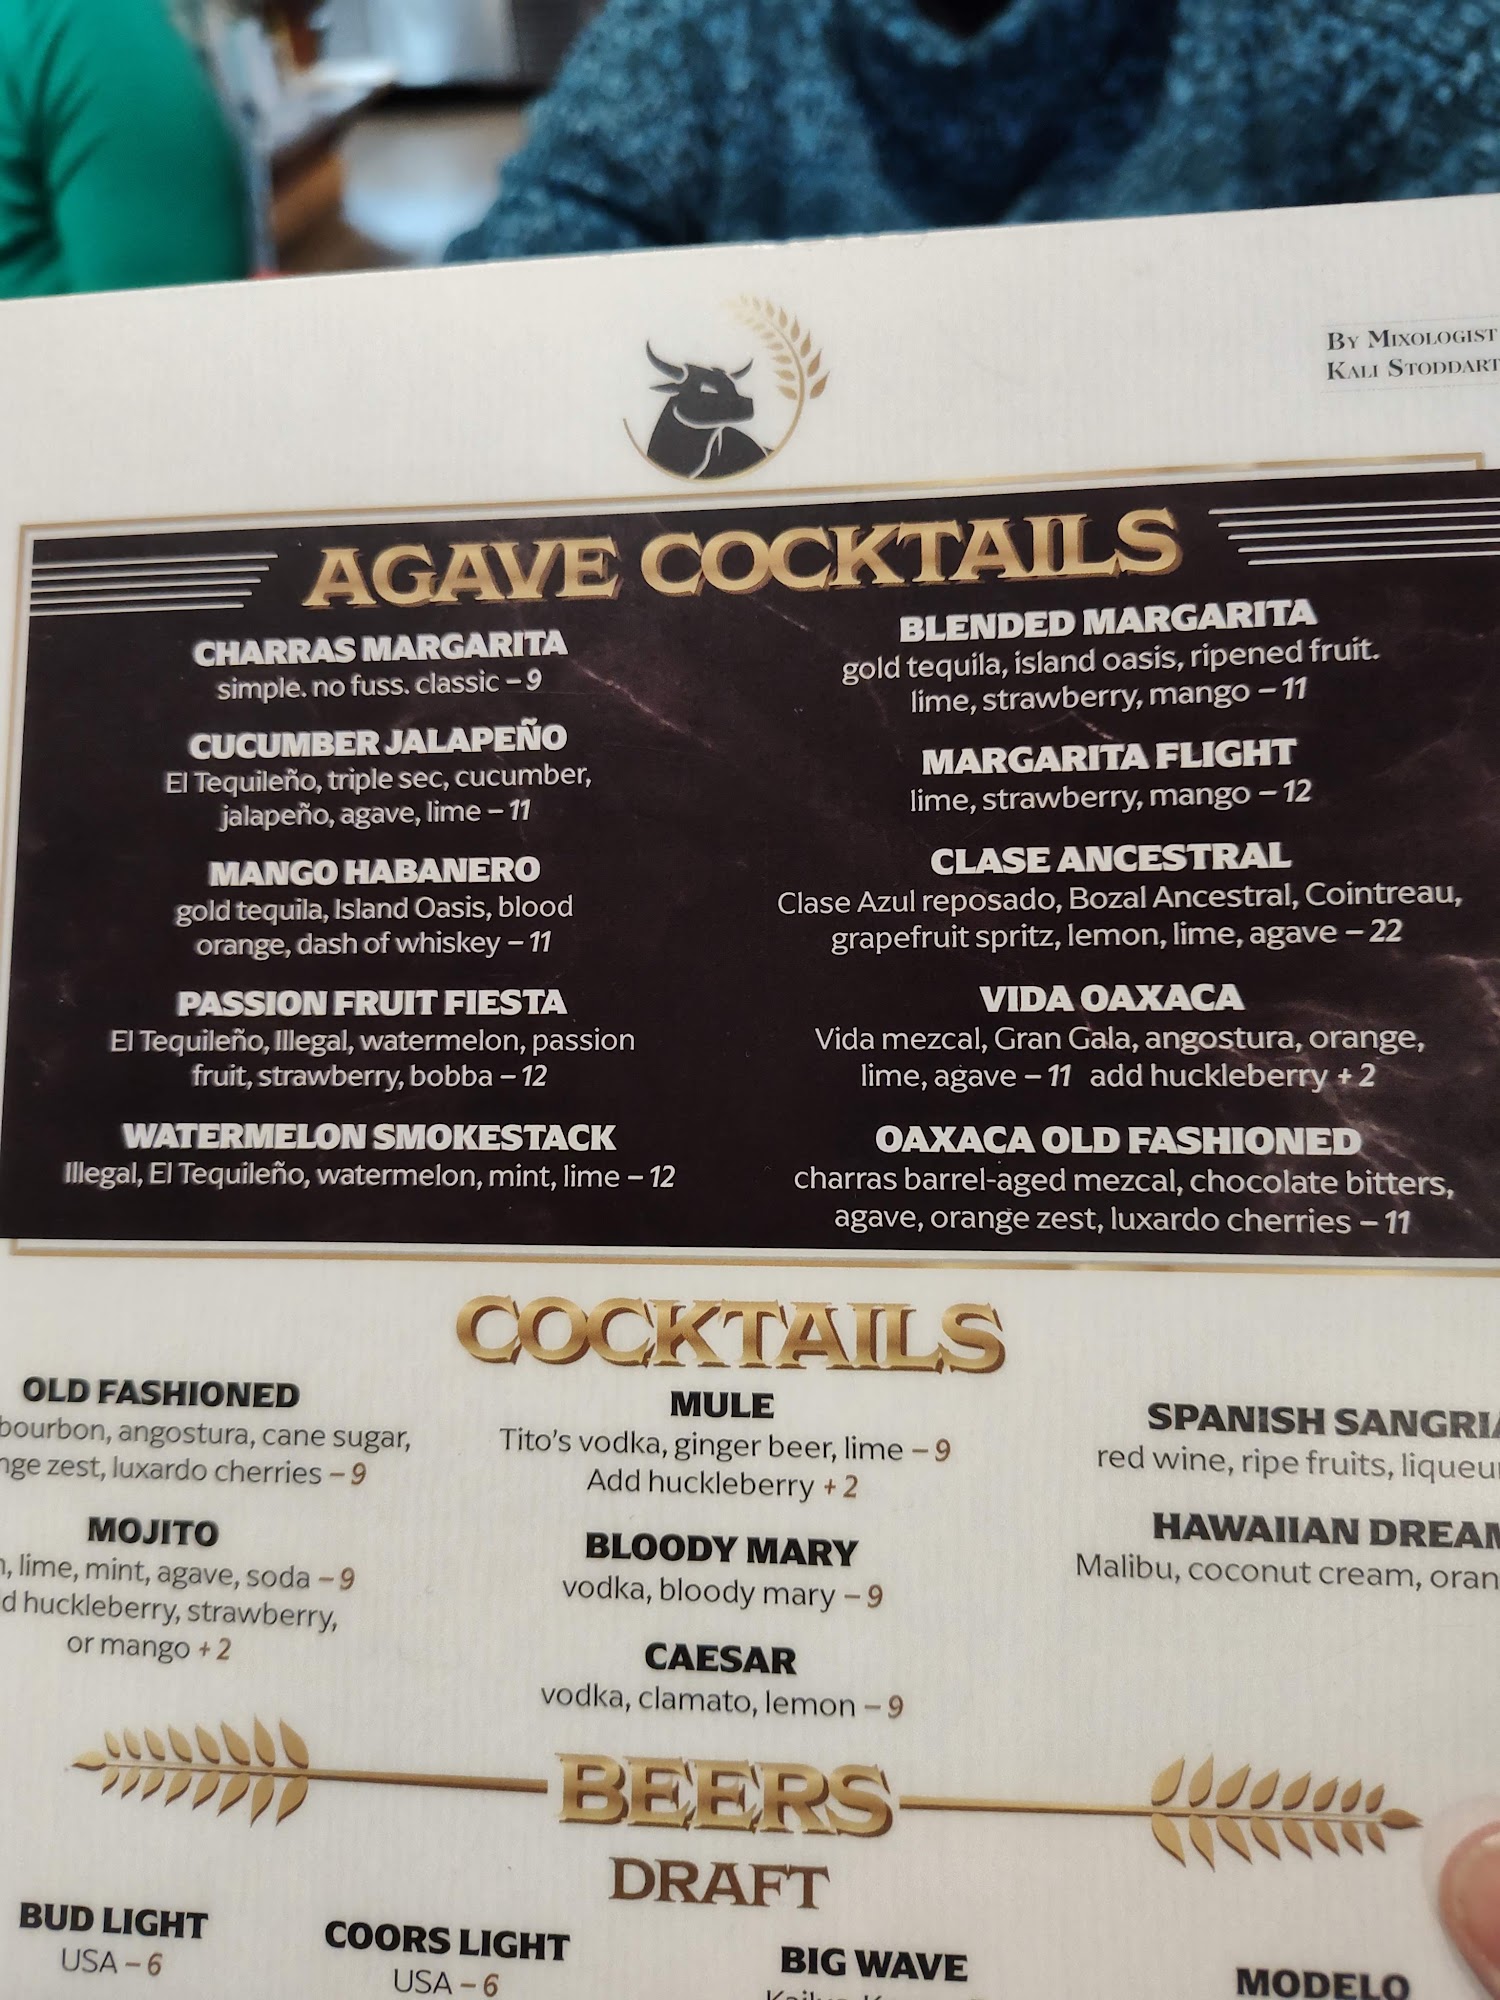 By Mixologist
Kali Stoddart
AGAVE COCKTAILS
CHARRAS MARGARITA
simple. no fuss. classic – 9
CUCUMBER JALAPEÑO
El Tequileño, triple sec, cucumber,
jalapeño, agave, lime – 11
MANGO HABANERO
gold tequila, Island Oasis, blood
orange, dash of whiskey – 11
PASSION FRUIT FIESTA
El Tequileño, Illegal, watermelon, passion
fruit, strawberry, bobba – 12
WATERMELON SMOKESTACK
Illegal, El Tequileño, watermelon, mint, lime – 12
BLENDED MARGARITA
gold tequila, island oasis, ripened fruit.
lime, strawberry, mango – 11
MARGARITA FLIGHT
lime, strawberry, mango – 12
CLASE ANCESTRAL
Clase Azul reposado, Bozal Ancestral, Cointreau,
grapefruit spritz, lemon, lime, agave – 22
VIDA OAXACA
Vida mezcal, Gran Gala, angostura, orange,
lime, agave – 11 add huckleberry + 2
OAXACA OLD FASHIONED
charras barrel-aged mezcal, chocolate bitters,
agave, orange zest, luxardo cherries – 11
COCKTAILS
OLD FASHIONED
bourbon, angostura, cane sugar,
zest, luxardo cherries – 9
MOJITO
lime, mint, agave, soda – 9
huckleberry, strawberry,
or mango + 2
MULE
Tito's vodka, ginger beer, lime – 9
Add huckleberry + 2
BLOODY MARY
vodka, bloody mary – 9
CAESAR
vodka, clamato, lemon – 9
SPANISH SANGRIA
red wine, ripe fruits, liqueur
HAWAIIAN DREAM
Malibu, coconut cream,
BEERS
DRAFT
BUD LIGHT
USA – 6
COORS LIGHT
USA – 6
BIG WAVE
MODELO